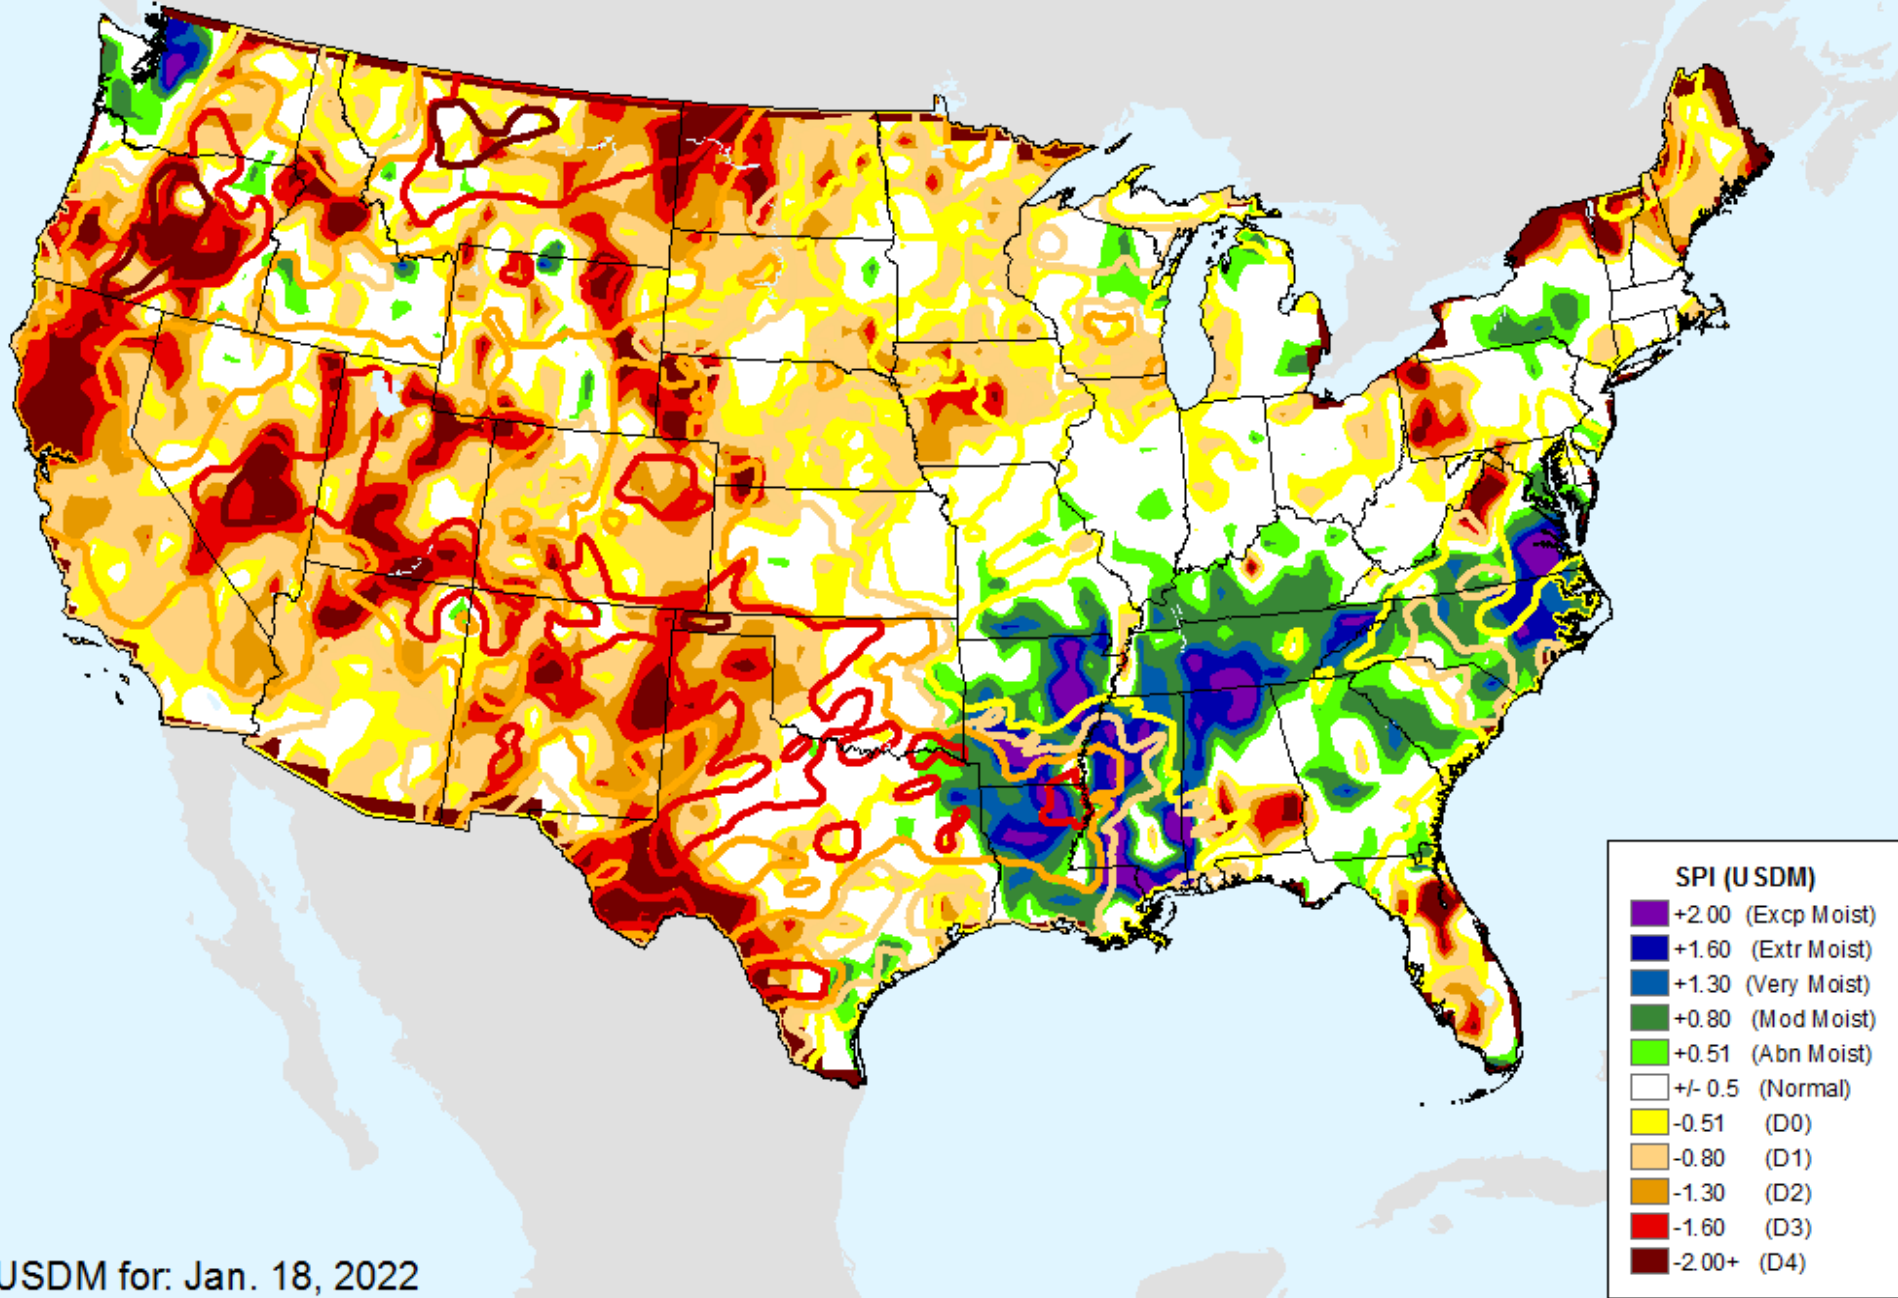 SPI (USDM)
+2.00 (Excp Moist)
+1.60 (Extr Moist)
+1.30 (Very Moist)
+0.80 (Mod Moist)
+0.51 (Abn Moist)
+/- 0.5 (Normal)
-0.51 (D0)
-0.80 (D1)
-1.30 (D2)
-1.60 (D3)
-2.00+ (D4)
USDM for: Jan. 18, 2022